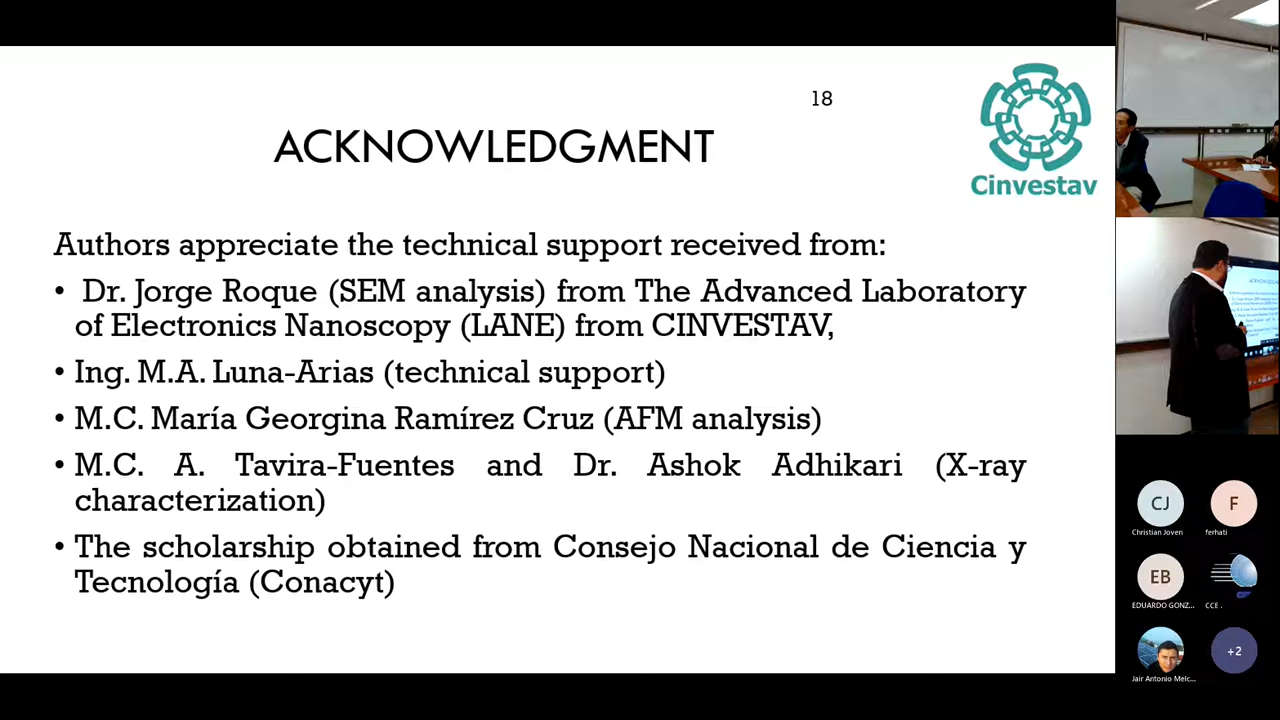 18
ACKNOWLEDGMENT
Cinvestav
Authors appreciate the technical support received from:
• Dr. Jorge Roque (SEM analysis) from The Advanced Laboratory
of Electronics Nanoscopy (LANE) from CINVESTAV,
• Ing. M.A. Luna-Arias (technical support)
• M.C. María Georgina Ramírez Cruz (AFM analysis)
• M.C. A. Tavira-Fuentes and Dr. Ashok Adhikari (X-ray
characterization)
• The scholarship obtained from Consejo Nacional de Ciencia y
Tecnología (Conacyt)
CJ
Christian Joven
F
ferhati
EB
EDUARDO GONZ...
CCE .
Jair Antonio Melc...
+2